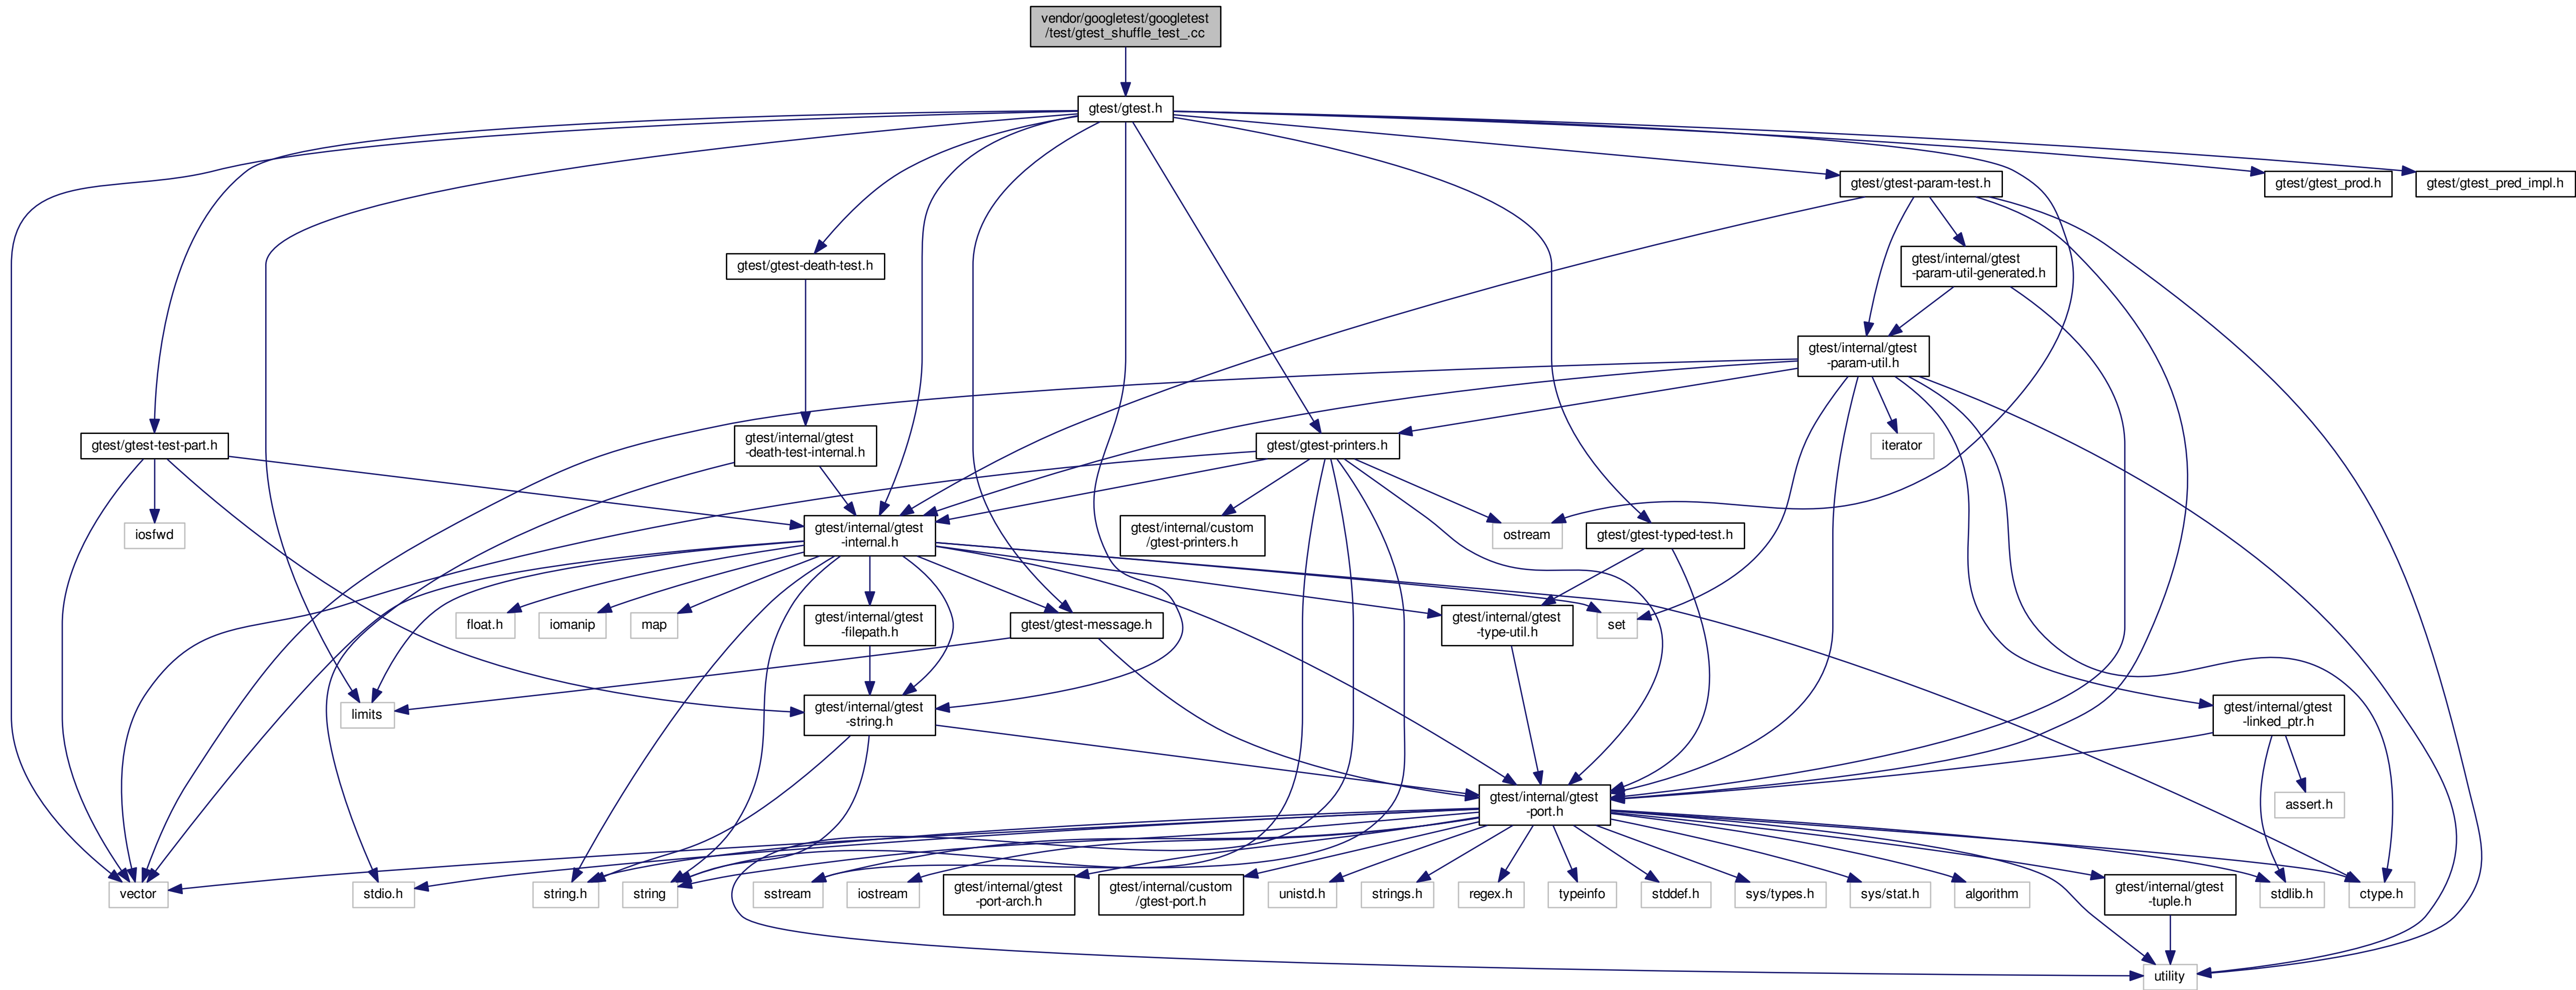 vendor/googletest/googletest
/test/gtest_shuffle_test_.cc
gtest/gtest.h
gtest/gtest-param-test.h
gtest/gtest_prod.h
gtest/gtest_pred_impl.h
gtest/gtest-death-test.h
gtest/internal/gtest
-param-util-generated.h
gtest/internal/gtest
-param-util.h
gtest/gtest-test-part.h
gtest/internal/gtest
-death-test-internal.h
gtest/gtest-printers.h
iterator
iosfwd
gtest/internal/gtest
-internal.h
gtest/internal/custom
/gtest-printers.h
ostream
gtest/gtest-typed-test.h
float.h
iomanip
map
gtest/internal/gtest
-filepath.h
gtest/gtest-message.h
gtest/internal/gtest
-type-util.h
set
limits
gtest/internal/gtest
-string.h
gtest/internal/gtest
-linked_ptr.h
gtest/internal/gtest
-port.h
assert.h
vector
stdio.h
string.h
string
sstream
iostream
gtest/internal/gtest
-port-arch.h
gtest/internal/custom
/gtest-port.h
unistd.h
strings.h
regex.h
typeinfo
stddef.h
sys/types.h
sys/stat.h
algorithm
gtest/internal/gtest
-tuple.h
stdlib.h
ctype.h
utility